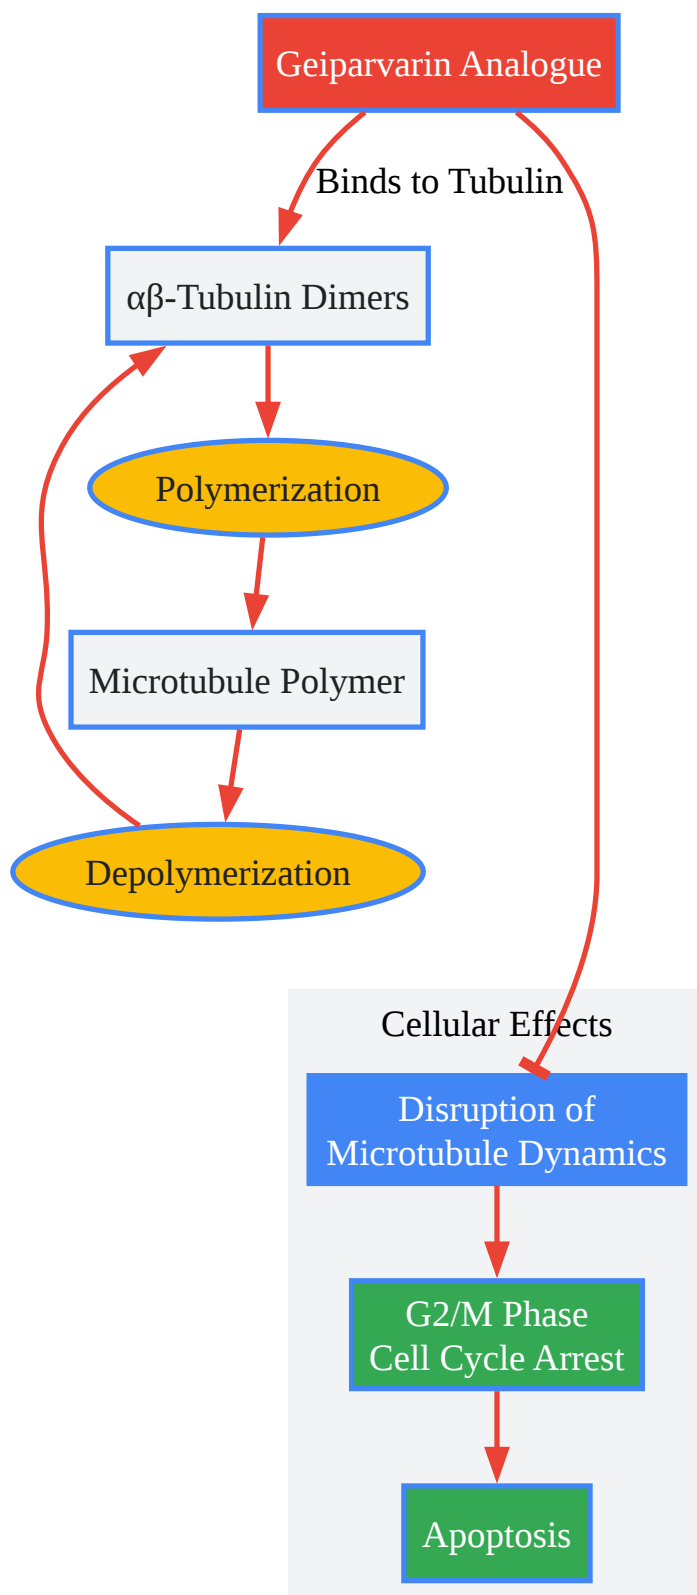 Geiparvarin Analogue
Binds to Tubulin
αβ-Tubulin Dimers
Polymerization
Microtubule Polymer
Depolymerization
Cellular Effects
Disruption of
Microtubule Dynamics
G2/M Phase
Cell Cycle Arrest
Apoptosis